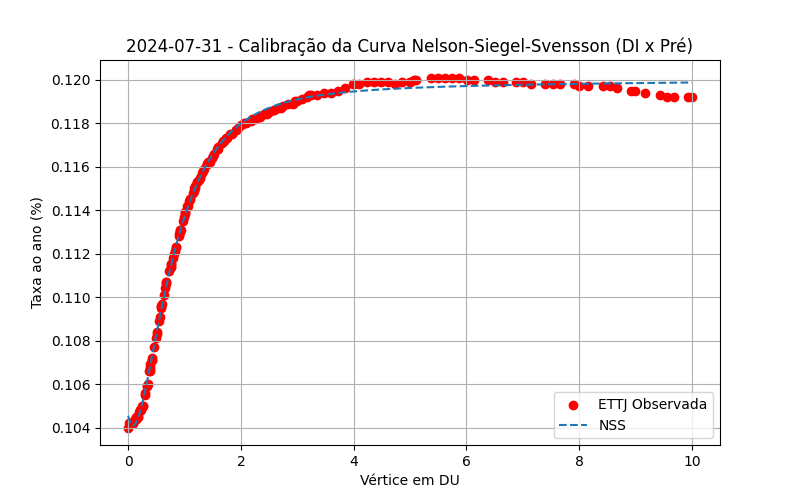 2024-07-31 - Calibração da Curva Nelson-Siegel-Svensson (DI x Pré)
Taxa ao ano (%)
0.120
0.118
0.116
0.114
0.112
0.110
0.108
0.106
0.104
ETTJ Observada
NSS
0 2 4 6 8 10
Vértice em DU